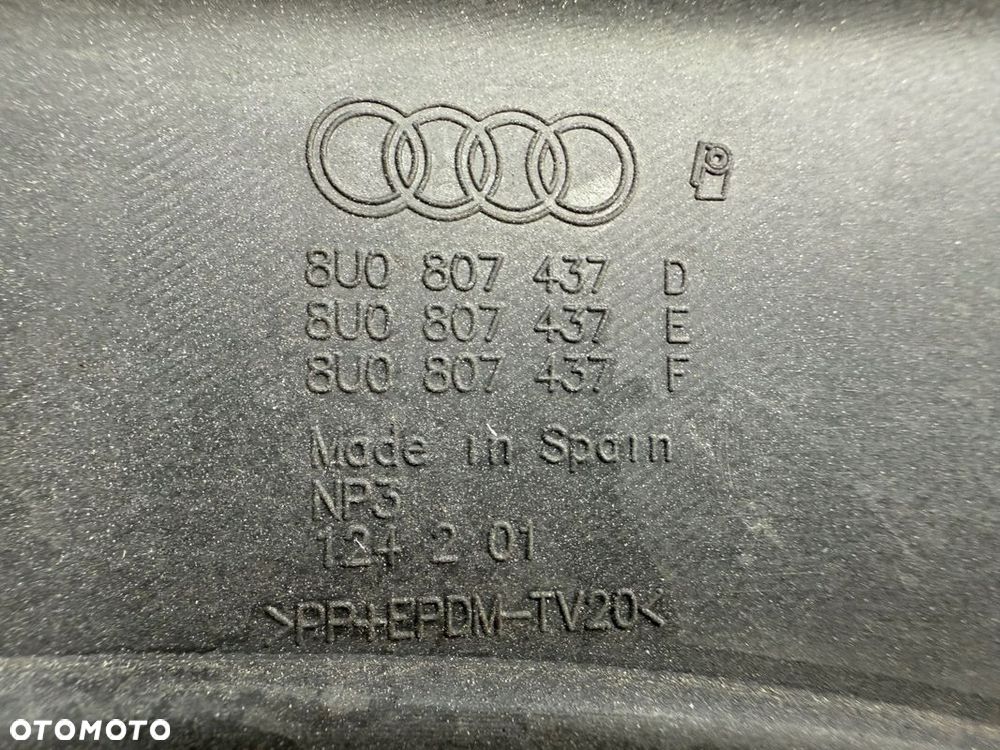 8U0 807 437 D
8U0 807 437 E
8U0 807 437 F
Made in Spain
NP3
124 2 01
>PP+EPDM-TV20<
OTOMOTO